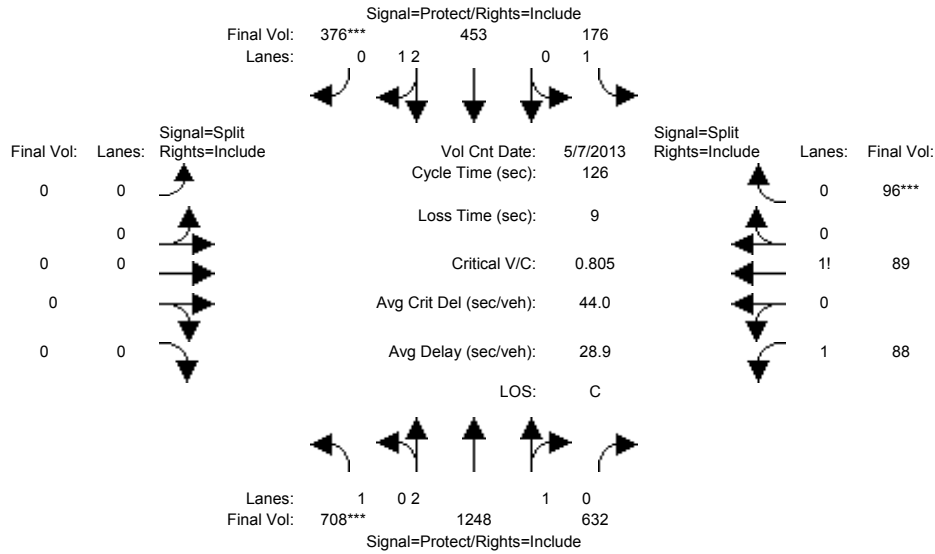 Signal=Protect/Rights=Include
Final Vol: 376*** 453 176
Lanes: 0 1 2 0 1
Signal=Split
Final Vol: Lanes: Rights=Include
Vol Cnt Date: 5/7/2013
Signal=Split
Rights=Include Lanes: Final Vol:
Cycle Time (sec): 126
0 0
0 96***
Loss Time (sec): 9
0
0
0 0
Critical V/C: 0.805
1! 89
0
Avg Crit Del (sec/veh): 44.0
0
0 0
Avg Delay (sec/veh): 28.9
1 88
LOS: C
Lanes: 1 0 2 1 0
Final Vol: 708*** 1248 632
Signal=Protect/Rights=Include